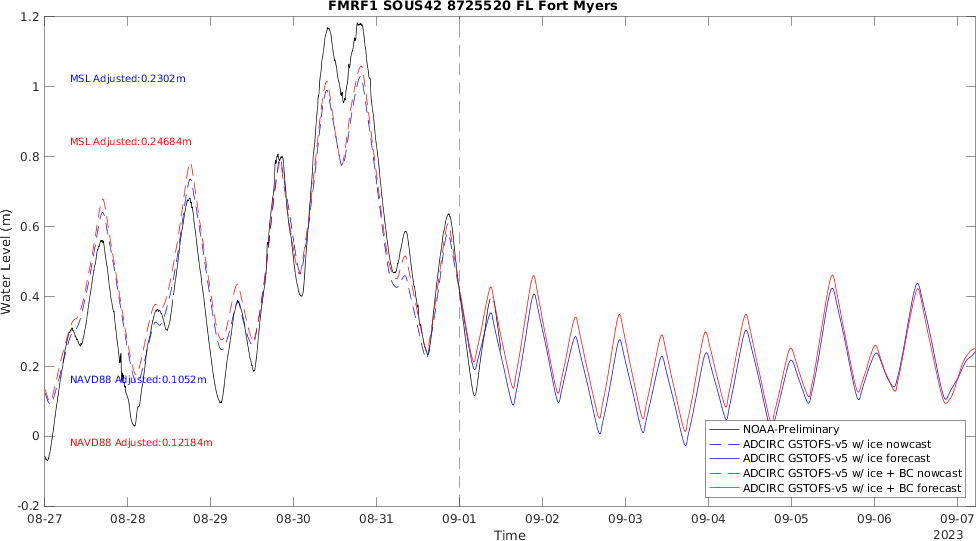 FMRF1 SOUS42 8725520 FL Fort Myers
1.2
1
0.8
0.6
0.4
0.2
0
-0.2
Water Level (m)
MSL Adjusted:0.2302m
MSL Adjusted:0.24684m
NAVD88 Adjusted:0.1052m
NAVD88 Adjusted:0.12184m
NOAA-Preliminary
ADCIRC GSTOFS-v5 w/ ice nowcast
ADCIRC GSTOFS-v5 w/ ice forecast
ADCIRC GSTOFS-v5 w/ ice + BC nowcast
ADCIRC GSTOFS-v5 w/ ice + BC forecast
08-27 08-28 08-29 08-30 08-31 09-01 09-02 09-03 09-04 09-05 09-06 09-07
Time
2023